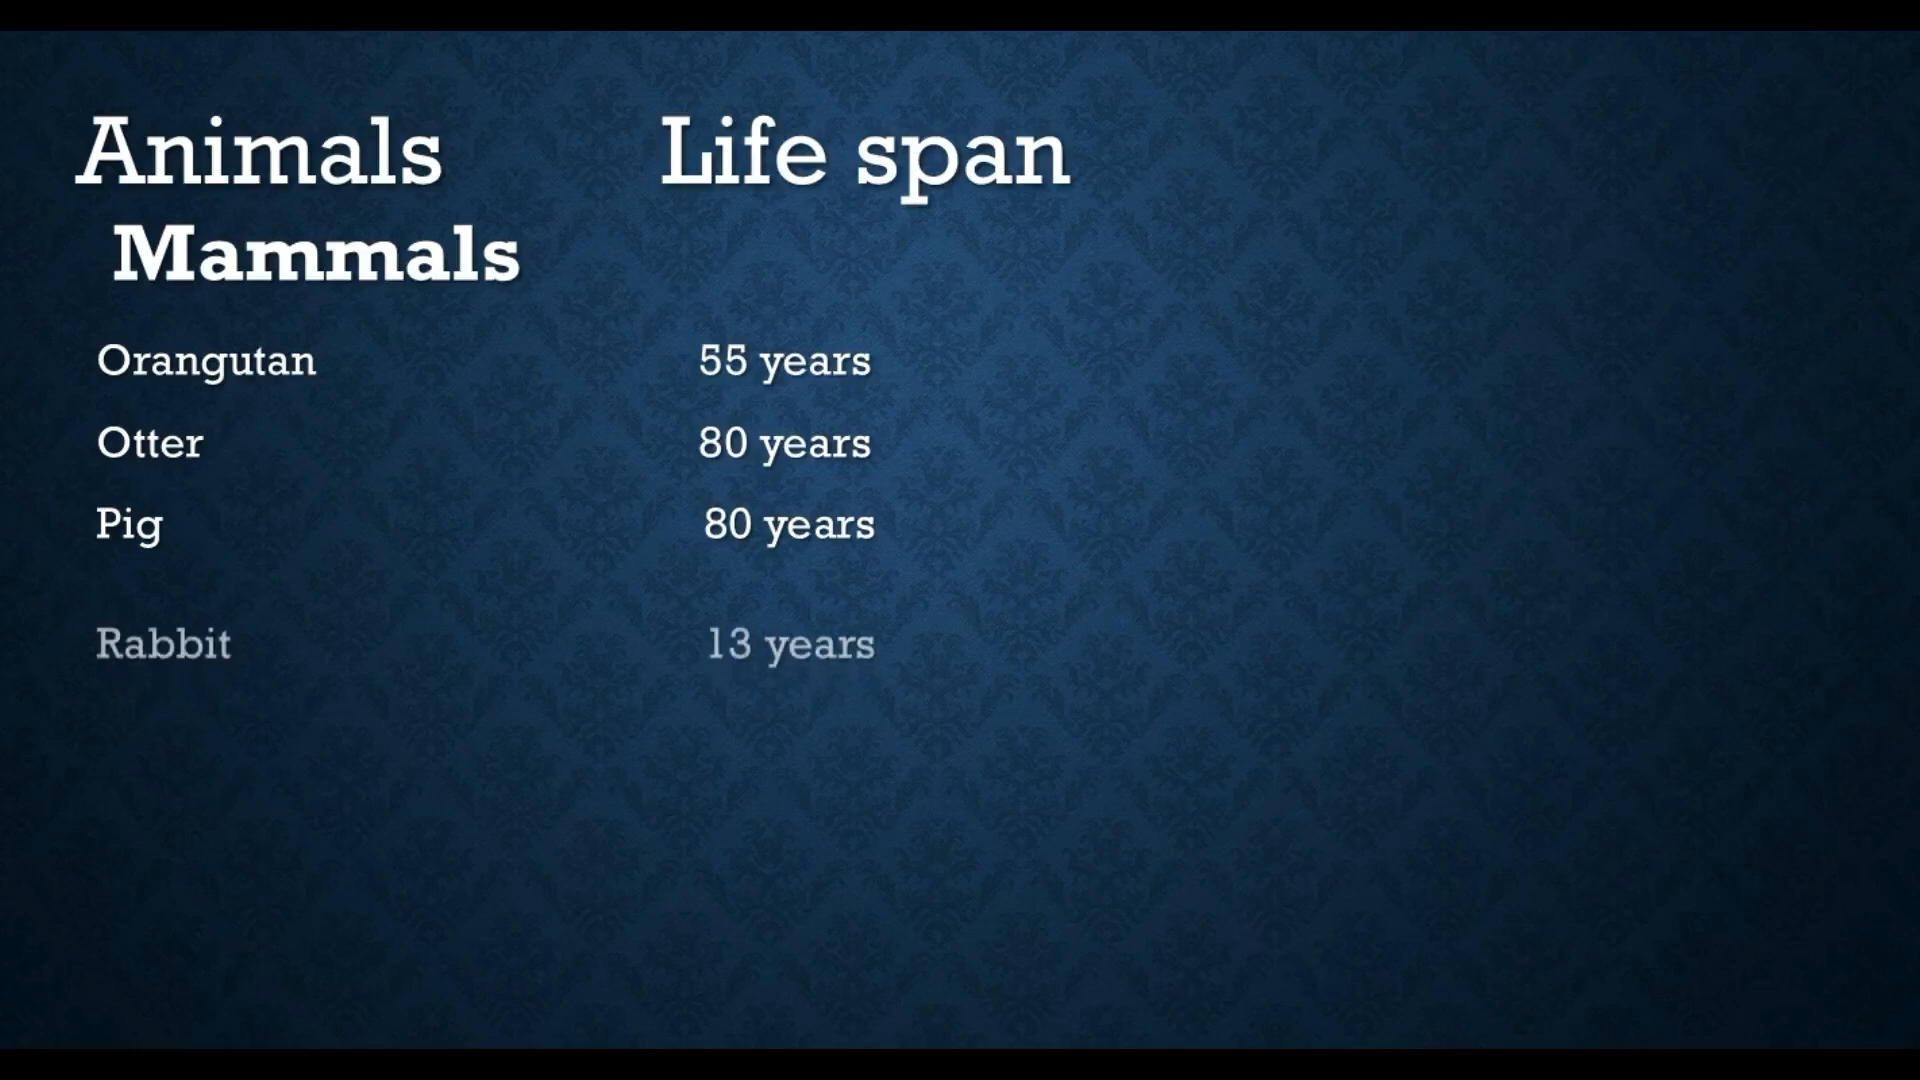 Animals Life span
Mammals
Orangutan 55 years
Otter 80 years
Pig 80 years
Rabbit 13 years